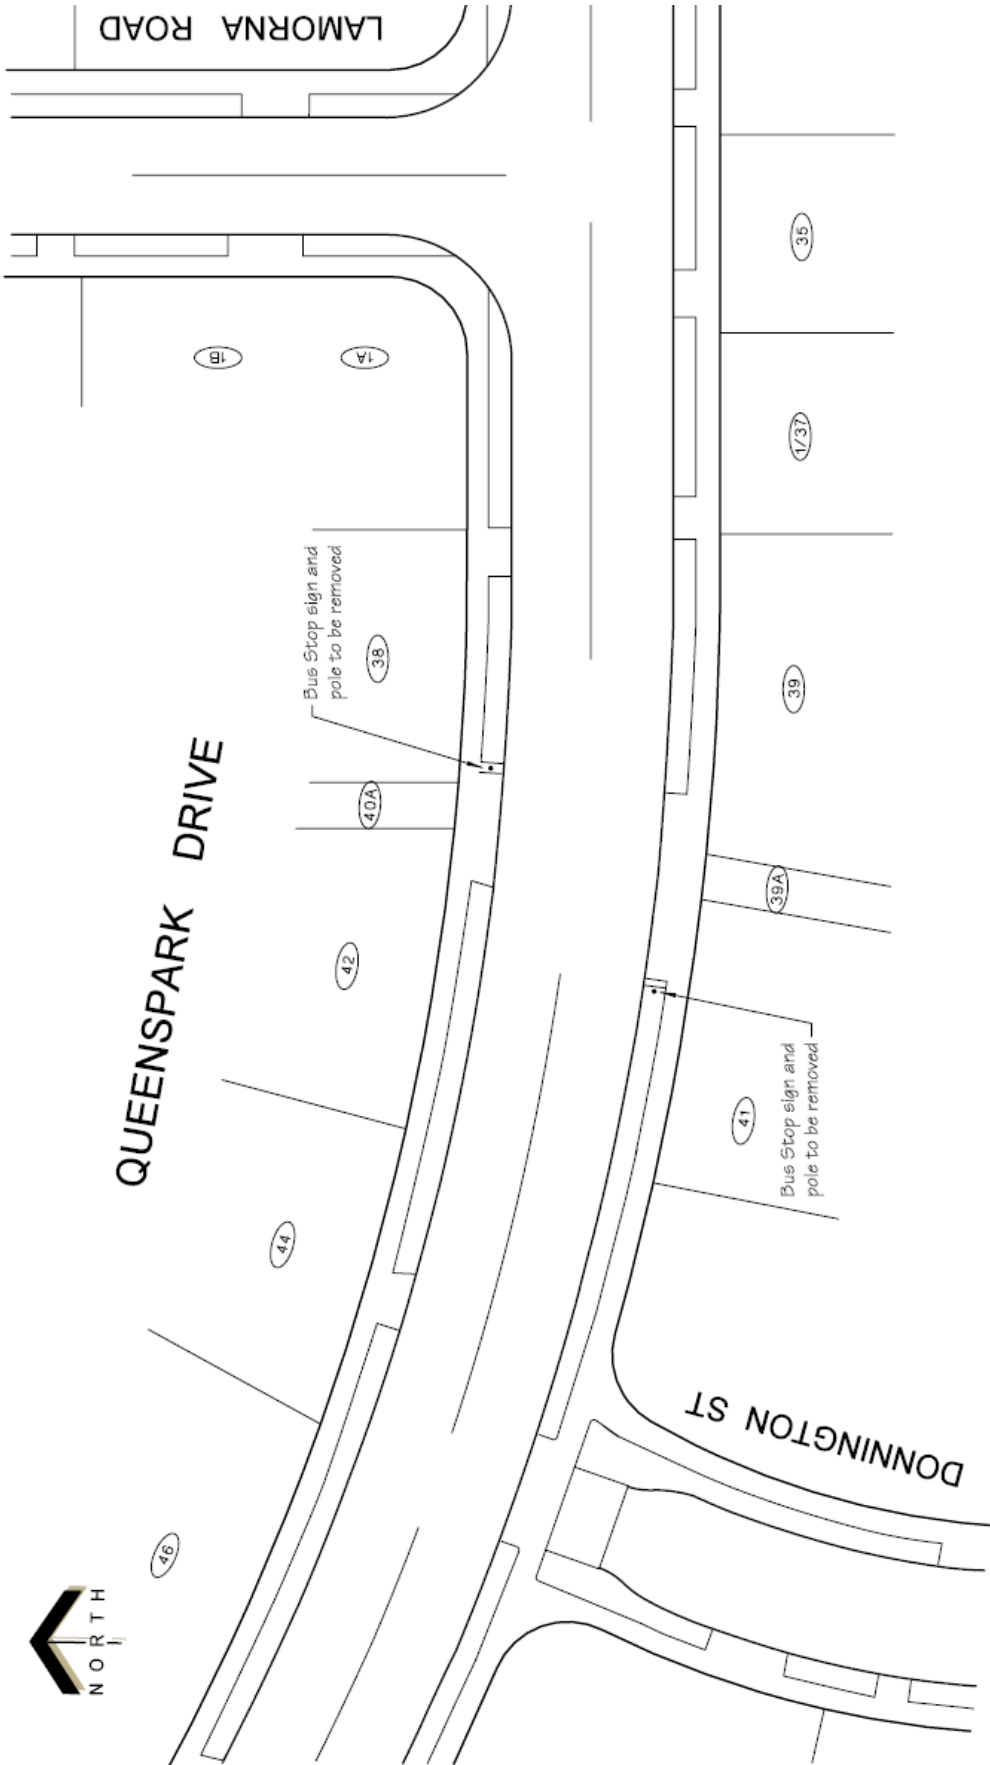 LAMORNA ROAD
35
1B
1A
1/37
Bus Stop sign and
pole to be removed
38
39
QUEENSPARK DRIVE
40A
39A
42
Bus Stop sign and
pole to be removed
41
44
DONNINGTON ST
46
NORTH